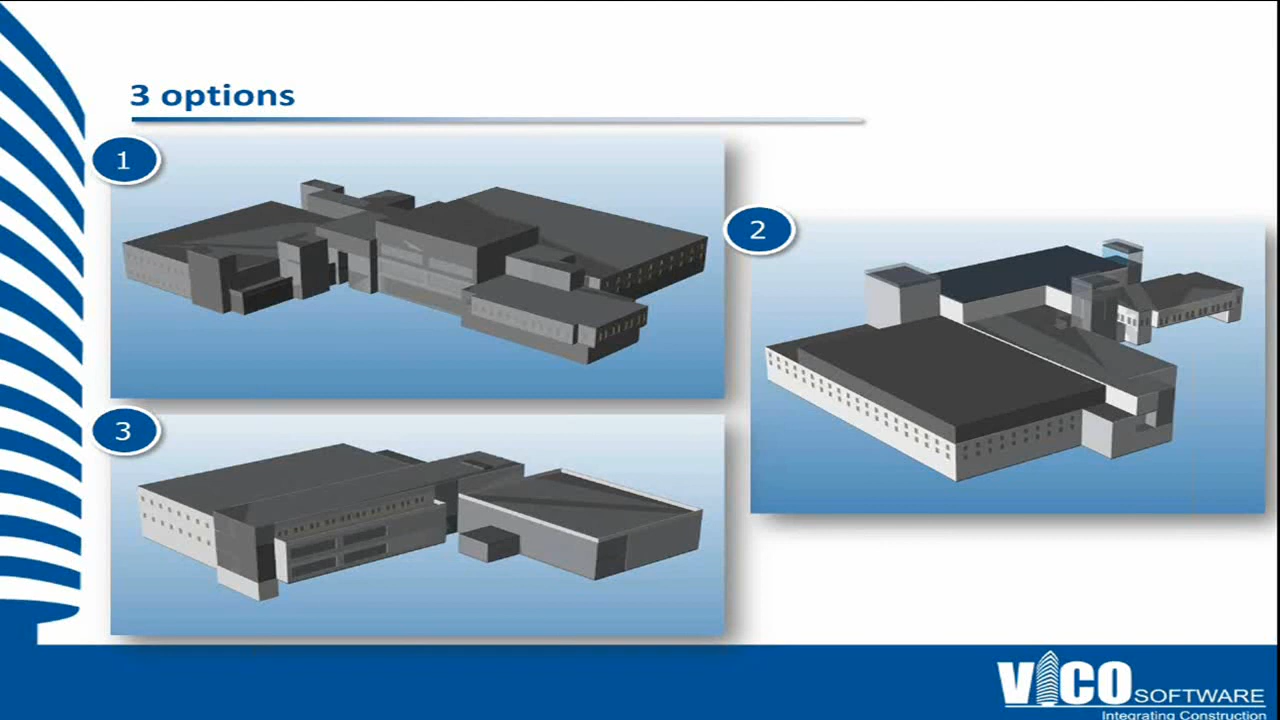 3 options
1
2
3
VICO SOFTWARE
Integrating Construction